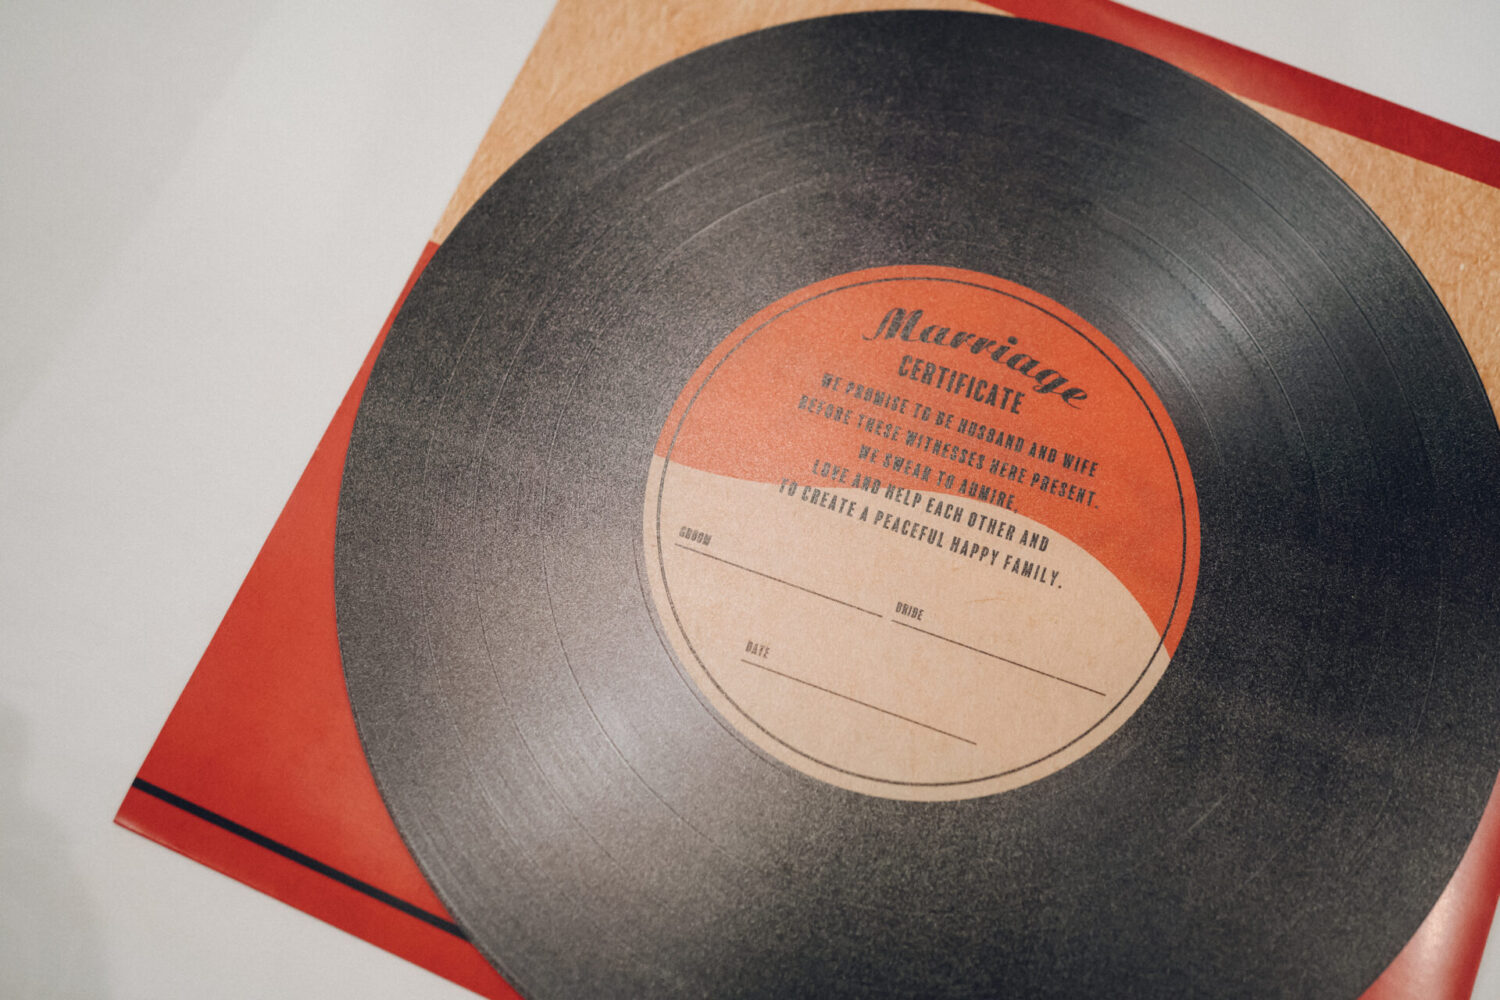 Marriage
CERTIFICATE
WE PROMISE TO BE HUSBAND AND WIFE
BEFORE THESE WITNESSES HERE PRESENT.
WE SWEAR TO ADMIRE,
LOVE AND HELP EACH OTHER AND
TO CREATE A PEACEFUL HAPPY FAMILY.
GROOM
BRIDE
DATE